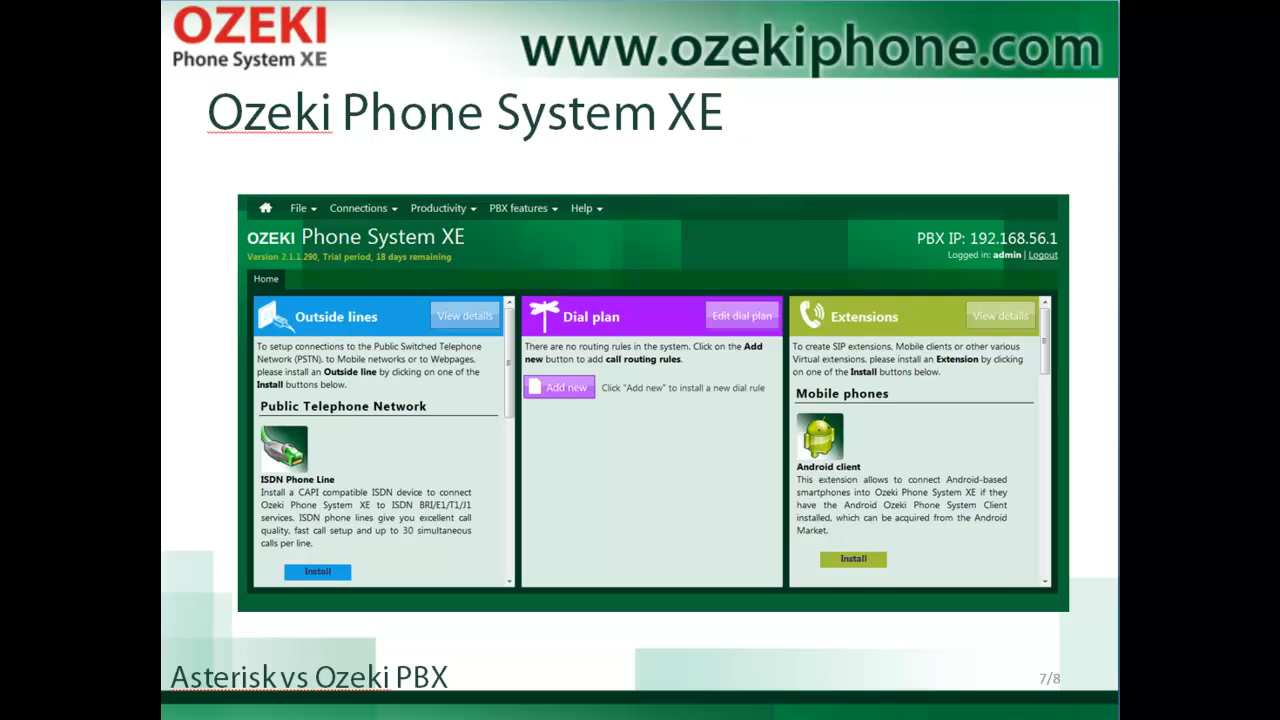 OZEKI
Phone System XE
www.ozekiphone.com
Ozeki Phone System XE
File Connections Productivity PBX features Help
OZEKI Phone System XE
PBX IP: 192.168.56.1
Version 2.1.1.290, Trial period, 18 days remaining
Logged in: admin | Logout
Home
Outside lines
View details
To setup connections to the Public Switched Telephone
Network (PSTN), to Mobile networks or to Webpages,
please install an Outside line by clicking on one of the
Install buttons below.
Public Telephone Network
ISDN Phone Line
Install a CAPI compatible ISDN device to connect
Ozeki Phone System XE to ISDN BRI/E1/T1/J1
services. ISDN phone lines give you excellent call
quality, fast call setup and up to 30 simultaneous
calls per line.
Install
Dial plan
Edit dial plan
There are no routing rules in the system. Click on the Add
new button to add call routing rules.
Add new
Click "Add new" to install a new dial rule
Extensions
View details
To create SIP extensions, Mobile clients or other various
Virtual extensions, please install an Extension by clicking
on one of the Install buttons below.
Mobile phones
Android client
This extension allows to connect Android-based
smartphones into Ozeki Phone System XE if they
have the Android Ozeki Phone System Client
installed, which can be acquired from the Android
Market.
Install
Asterisk vs Ozeki PBX
7/8